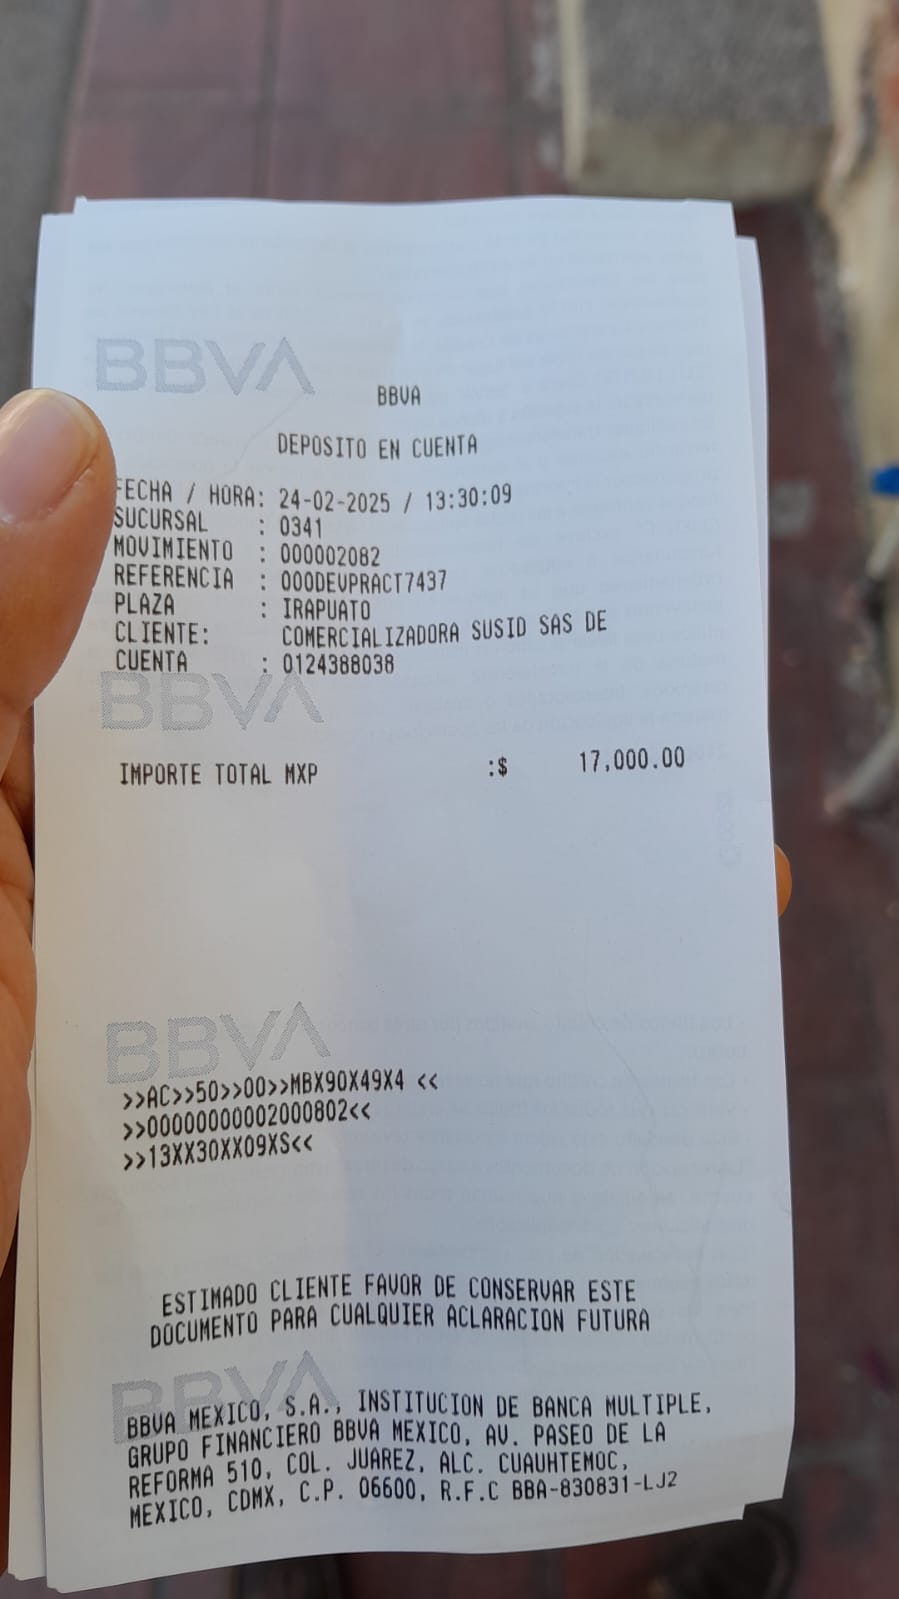 BBVA
BBVA
DEPOSITO EN CUENTA
FECHA / HORA: 24-02-2025 / 13:30:09
SUCURSAL : 0341
MOVIMIENTO : 000002082
REFERENCIA : 000DEVPRACT7437
PLAZA : IRAPUATO
CLIENTE: COMERCIALIZADORA SUSID SAS DE
CUENTA : 0124388038
BBVA
IMPORTE TOTAL MXP :$ 17,000.00
BBVA
>>AC>>50>>00>>MBX90X49X4 <<
>>00000000002000802<<
>>13XX30XX09XS<<
ESTIMADO CLIENTE FAVOR DE CONSERVAR ESTE
DOCUMENTO PARA CUALQUIER ACLARACION FUTURA
BBVA
BBVA MEXICO, S.A., INSTITUCION DE BANCA MULTIPLE,
GRUPO FINANCIERO BBVA MEXICO, AV. PASEO DE LA
REFORMA 510, COL. JUAREZ, ALC. CUAUHTEMOC,
MEXICO, CDMX, C.P. 06600, R.F.C BBA-830831-LJ2